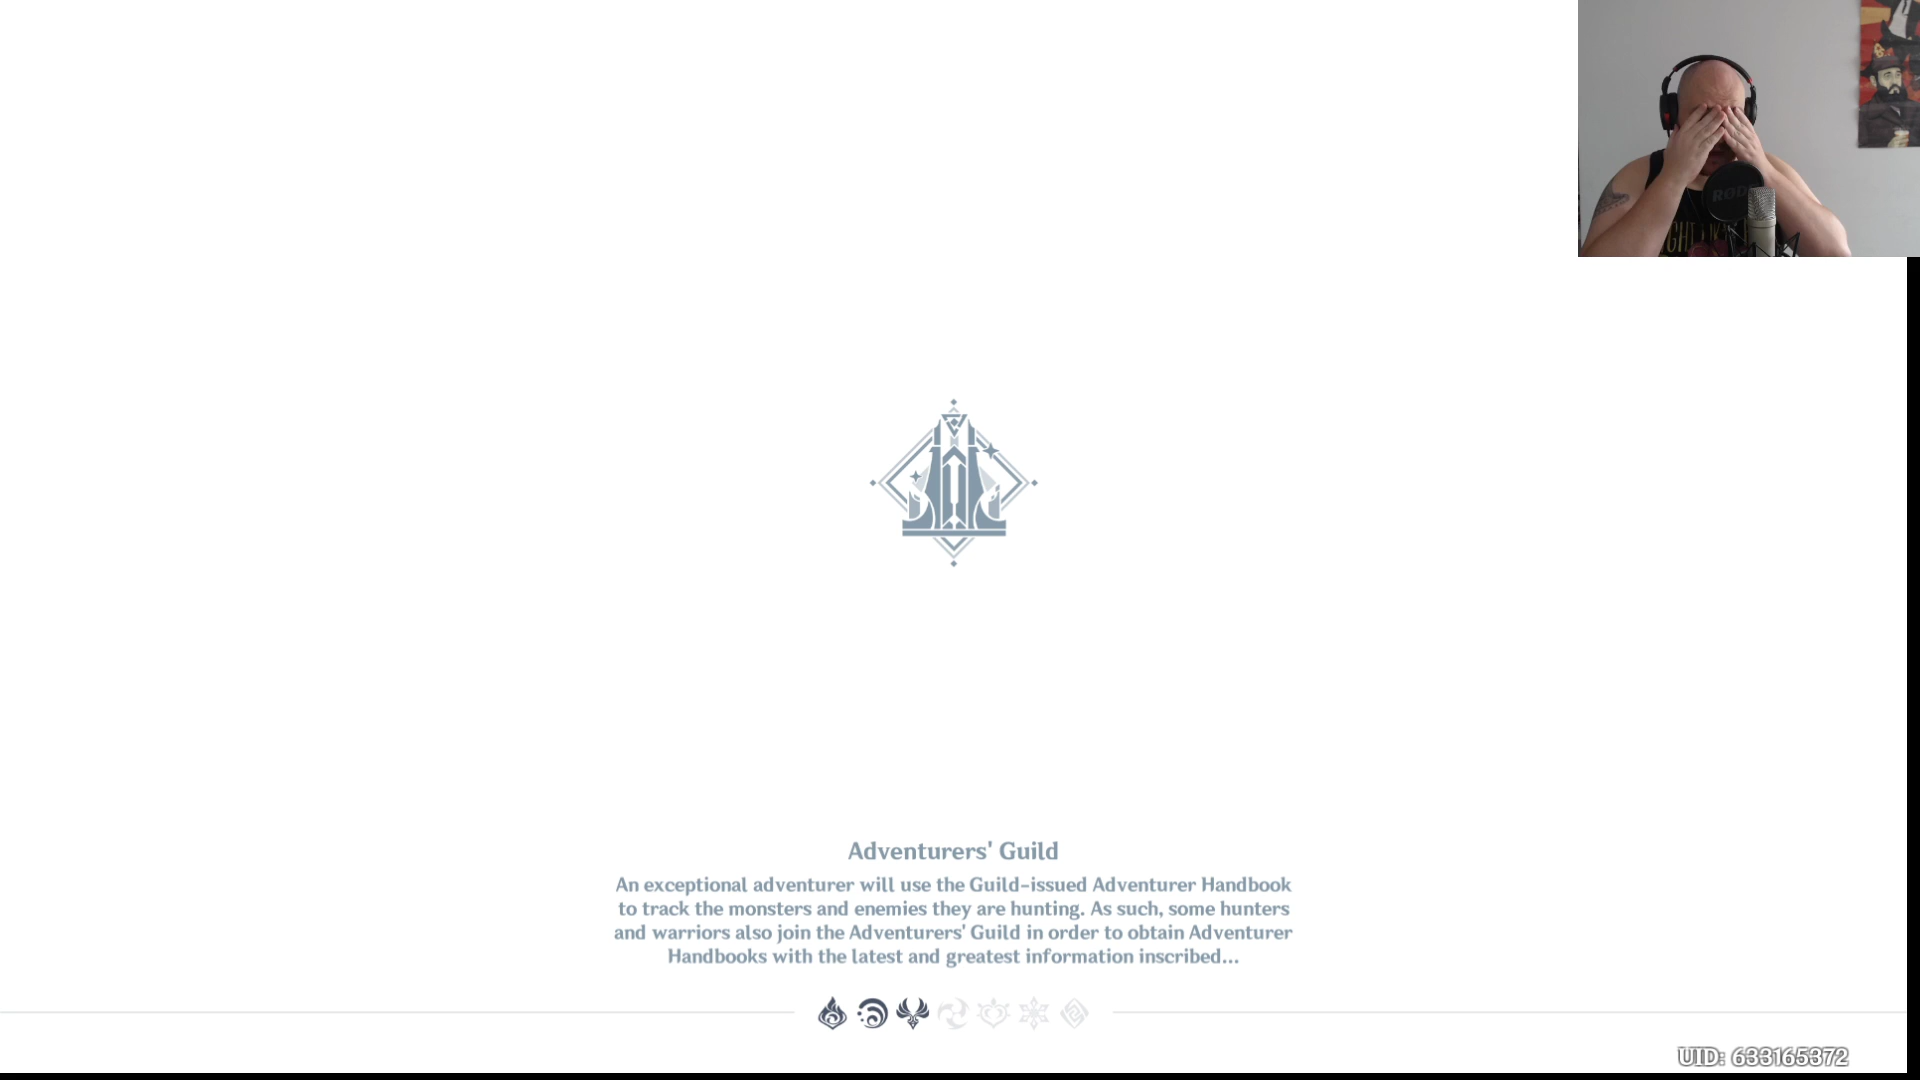 RODE
Adventurers' Guild
An exceptional adventurer will use the Guild-issued Adventurer Handbook
to track the monsters and enemies they are hunting. As such, some hunters
and warriors also join the Adventurers' Guild in order to obtain Adventurer
Handbooks with the latest and greatest information inscribed...
UID: 633165372